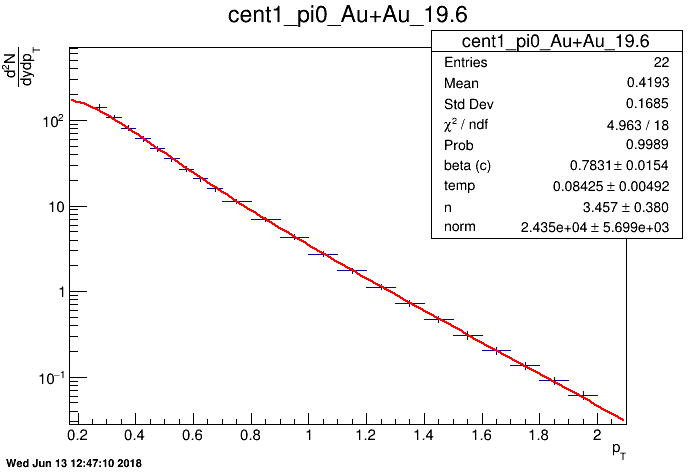 cent1_pi0_Au+Au_19.6
cent1_pi0_Au+Au_19.6
Entries 22
Mean 0.4193
Std Dev 0.1685
χ² / ndf 4.963 / 18
Prob 0.9989
beta (c) 0.7831 ± 0.0154
temp 0.08425 ± 0.00492
n 3.457 ± 0.380
norm 2.435e+04 ± 5.699e+03
d²N
dydp_T
10²
10
1
10⁻¹
0.2 0.4 0.6 0.8 1 1.2 1.4 1.6 1.8 2
p_T
Wed Jun 13 12:47:10 2018